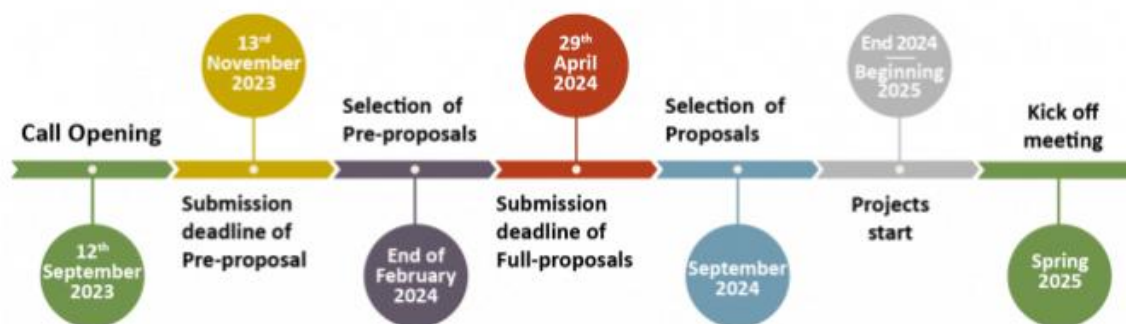 Call Opening
12th
September
2023
13rd
November
2023
Submission
deadline of
Pre-proposal
Selection of
Pre-proposals
End of
February
2024
29th
April
2024
Submission
deadline of
Full-proposals
Selection of
Proposals
September
2024
End 2024
Beginning
2025
Projects
start
Kick off
meeting
Spring
2025